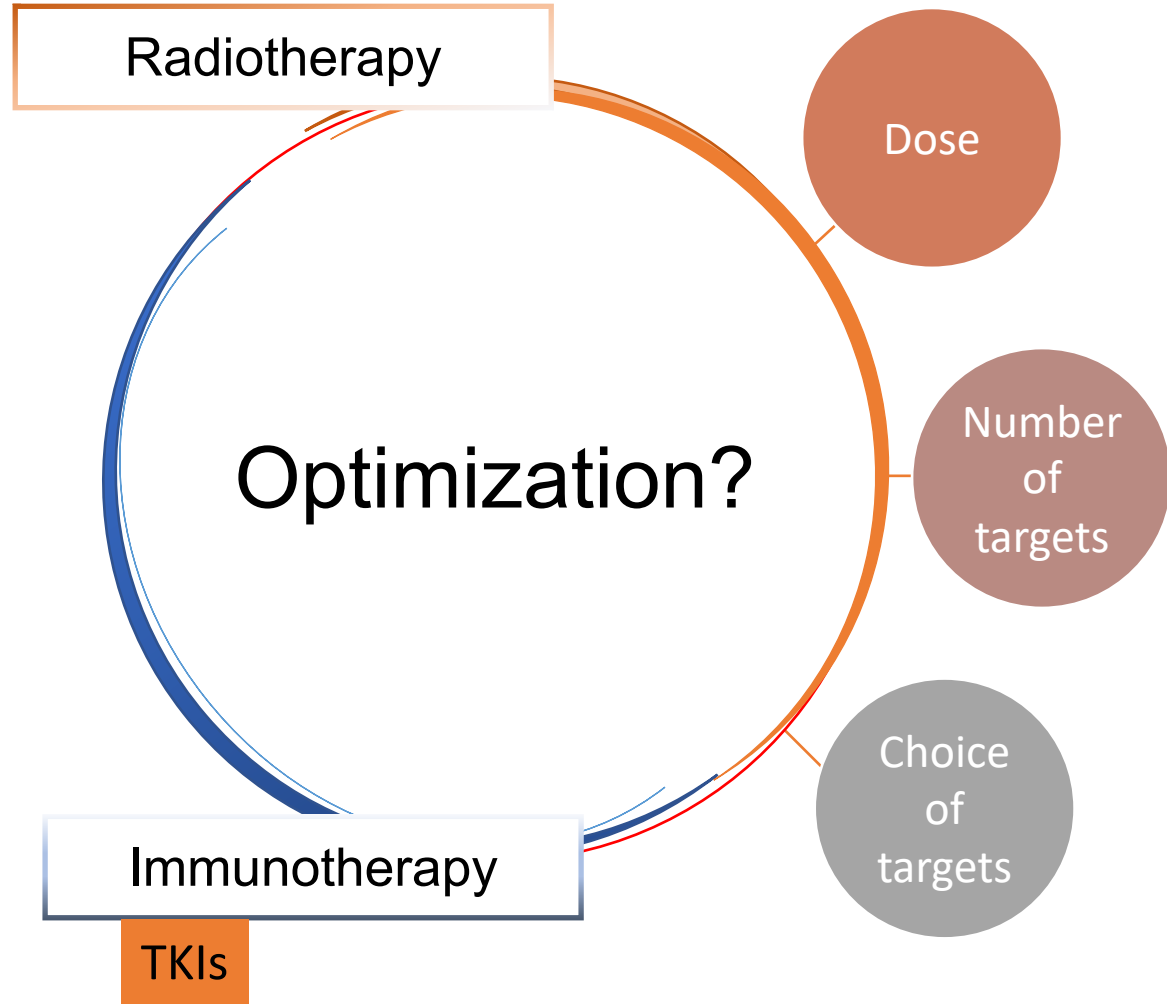 Radiotherapy
Dose
Number
of
targets
Optimization?
Choice
of
targets
Immunotherapy
TKIs